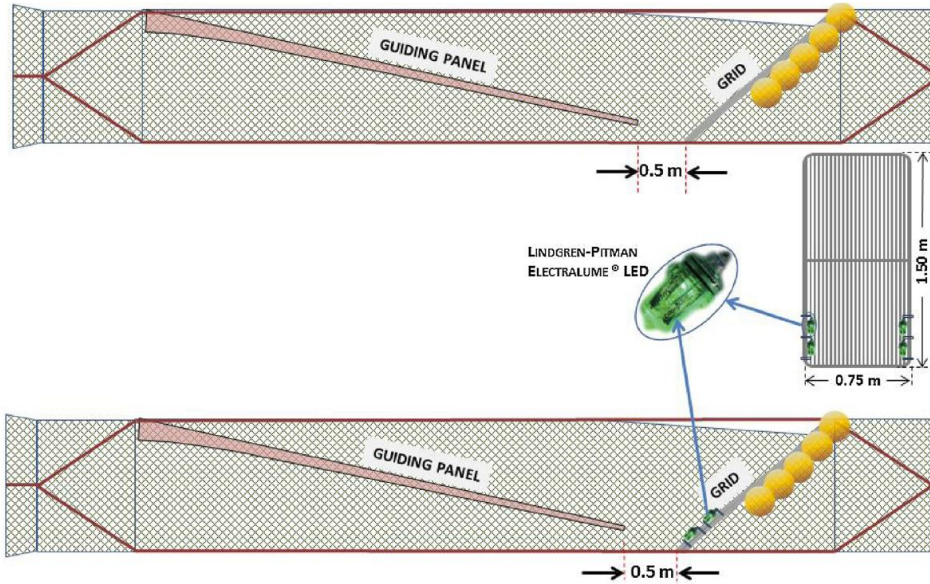 GUIDING PANEL
GRID
0.5 m
LINDGREN-PITMAN
ELECTRALUME ® LED
1.50 m
0.75 m
GUIDING PANEL
GRID
0.5 m